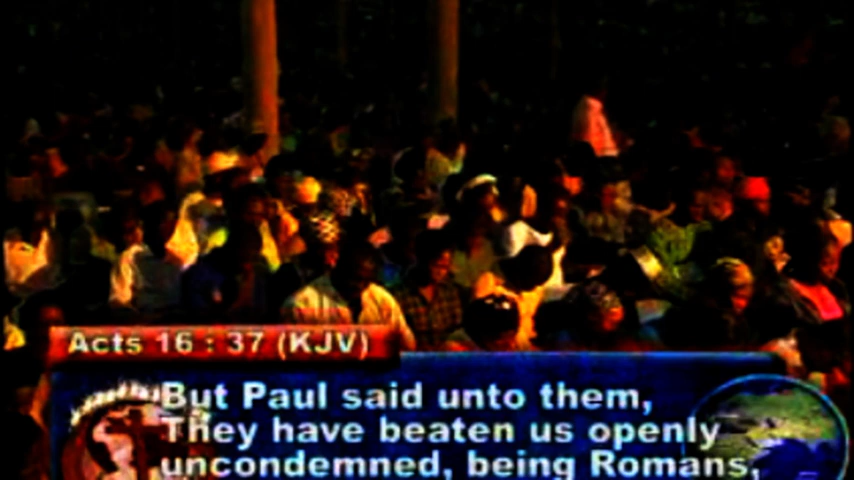 Acts 16 : 37 (KJV)
But Paul said unto them,
They have beaten us openly
uncondemned, being Romans,